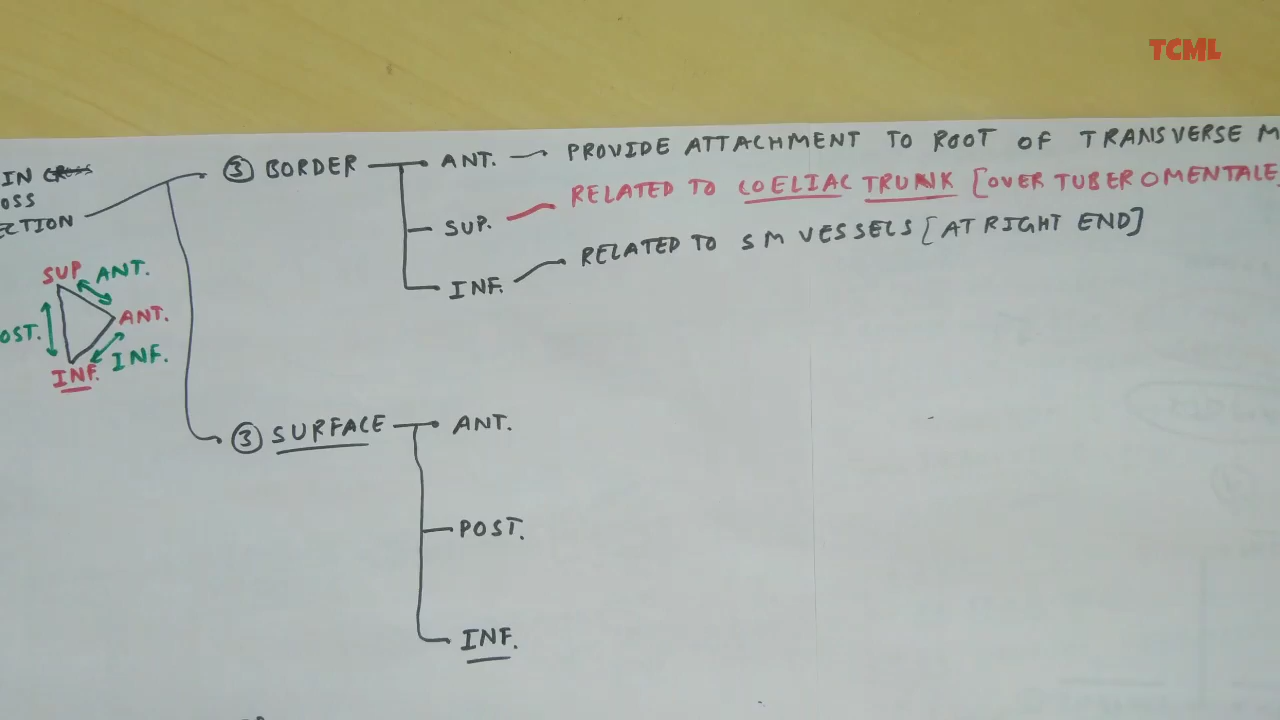 TCML
IN
OSS
ECTION
③ BORDER
ANT. PROVIDE ATTACHMENT TO ROOT OF TRANSVERSE M
SUP. RELATED TO COELIAC TRUNK [OVER TUBER OMENTALE]
INF. RELATED TO SM VESSELS [AT RIGHT END]
SUP ANT.
OST. ANT.
INF.
INF.
③ SURFACE
ANT.
POST.
INF.